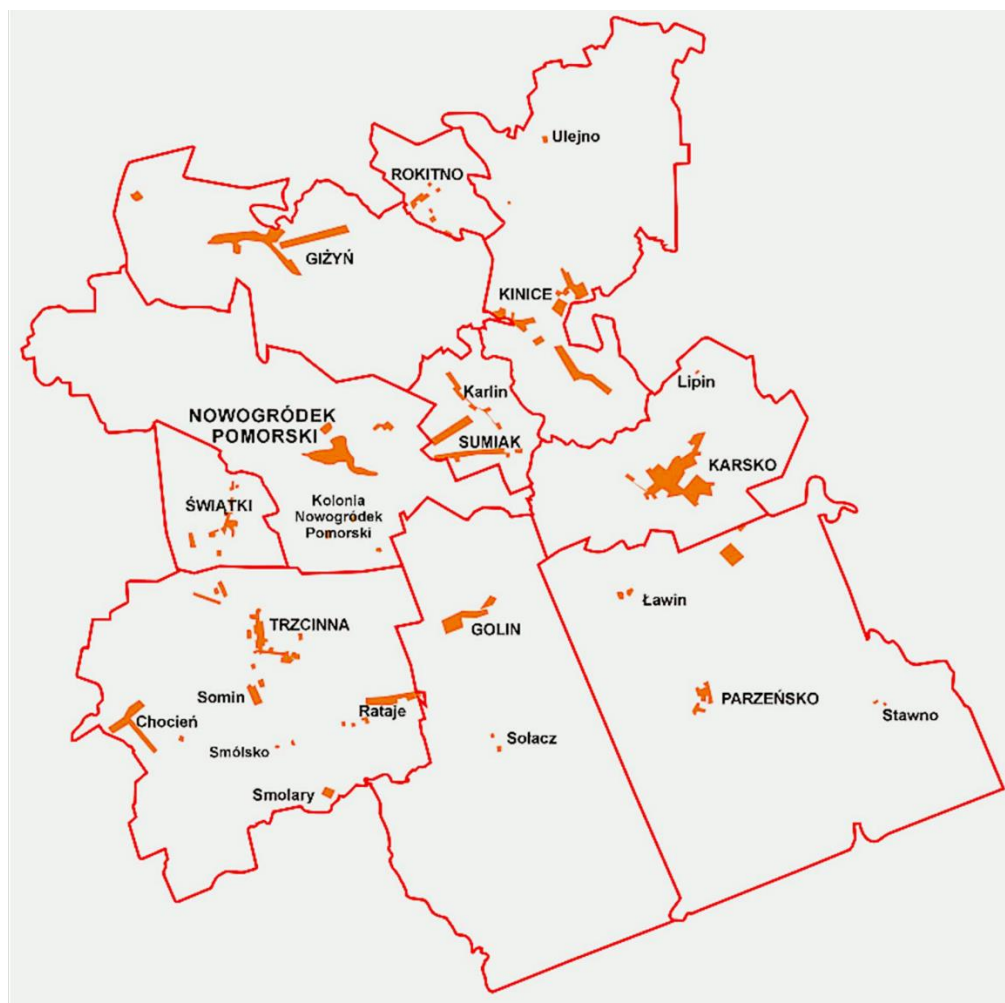 Ulejno
ROKITNO
GIŻYŃ
KINICE
Lipin
Karlin
NOWOGRÓDEK
POMORSKI
SUMIAK
KARSKO
ŚWIĄTKI
Kolonia
Nowogródek
Pomorski
Ławin
TRZCINNA
GOLIN
Somin
PARZEŃSKO
Rataje
Stawno
Chocień
Sołacz
Smólsko
Smolary